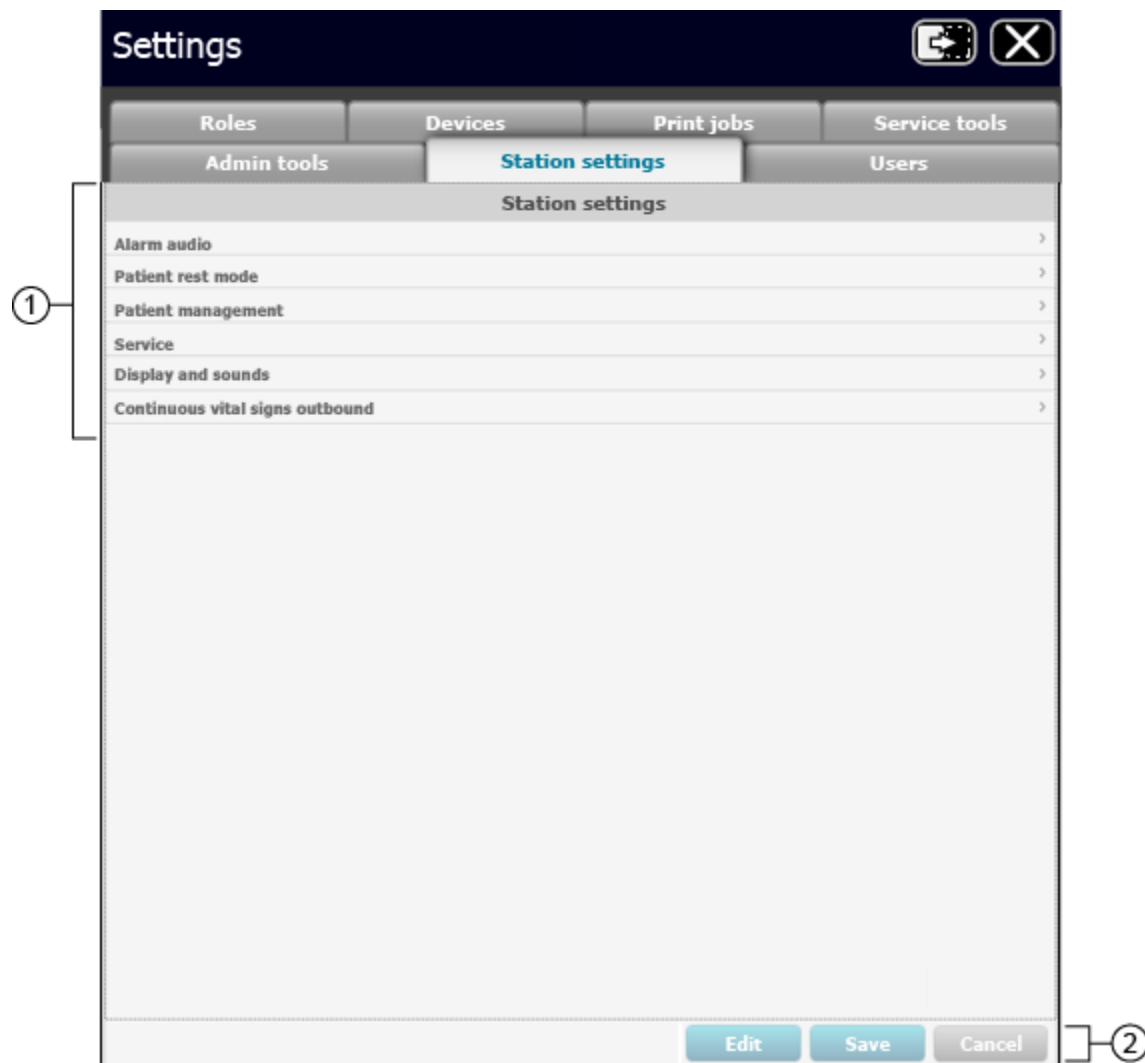 Settings
Roles Devices Print jobs Service tools
Admin tools Station settings Users
Station settings
Alarm audio
Patient rest mode
1
Patient management
Service
Display and sounds
Continuous vital signs outbound
Edit Save Cancel
2